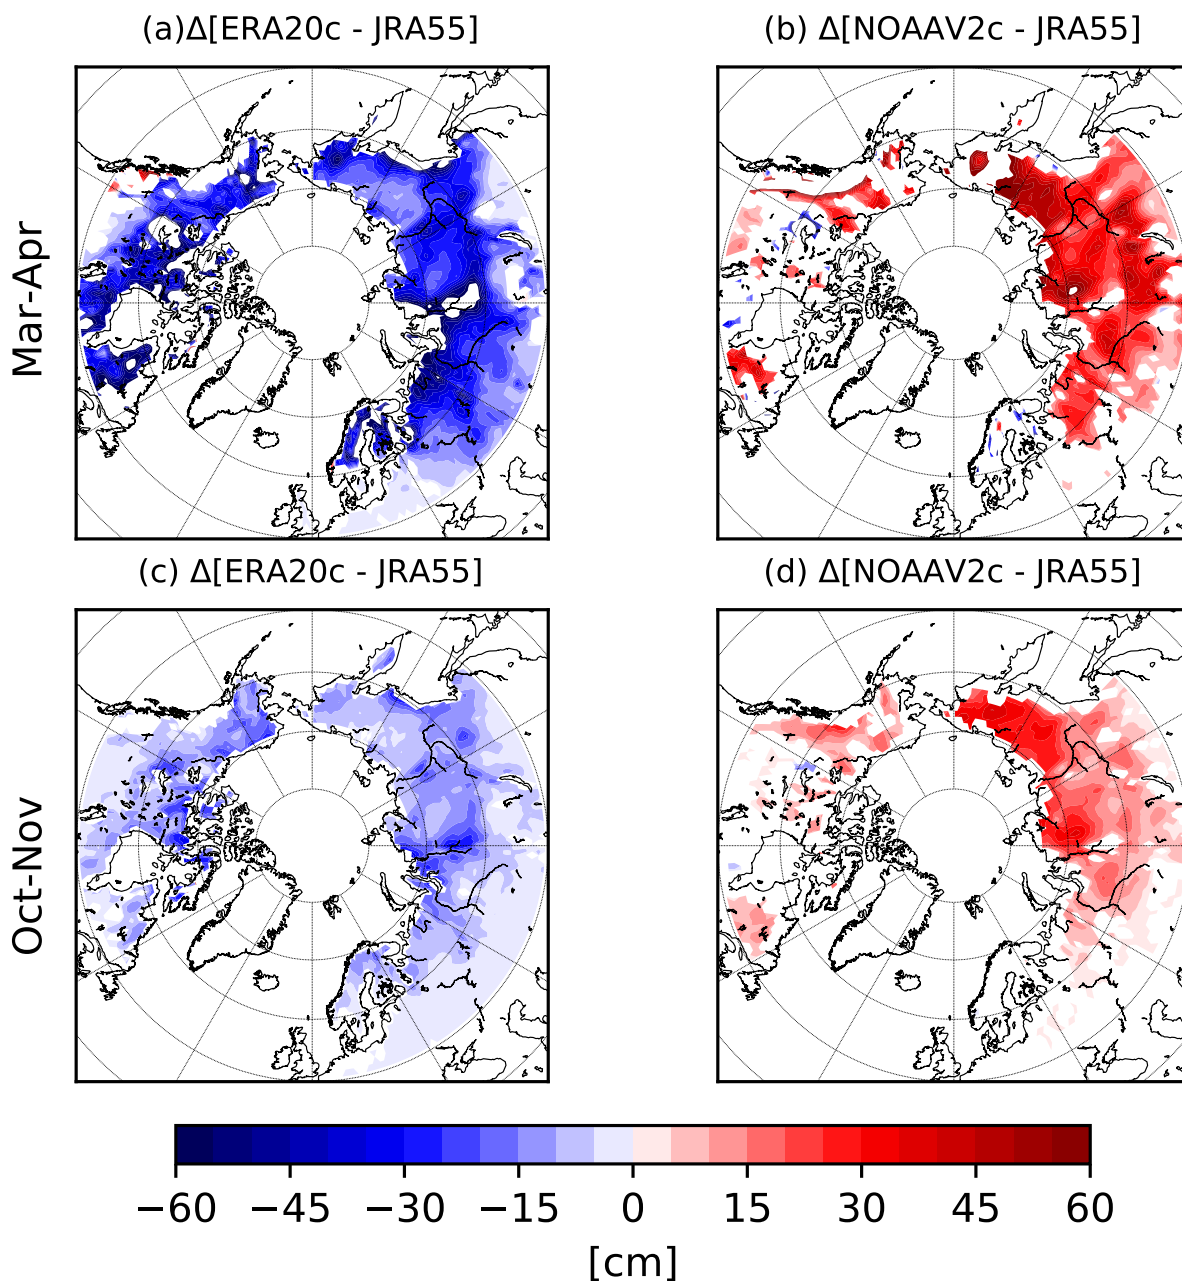 (a)Δ[ERA20c - JRA55]
(b) Δ[NOAAV2c - JRA55]
Mar-Apr
(c) Δ[ERA20c - JRA55]
(d) Δ[NOAAV2c - JRA55]
Oct-Nov
−60 −45 −30 −15 0 15 30 45 60
[cm]